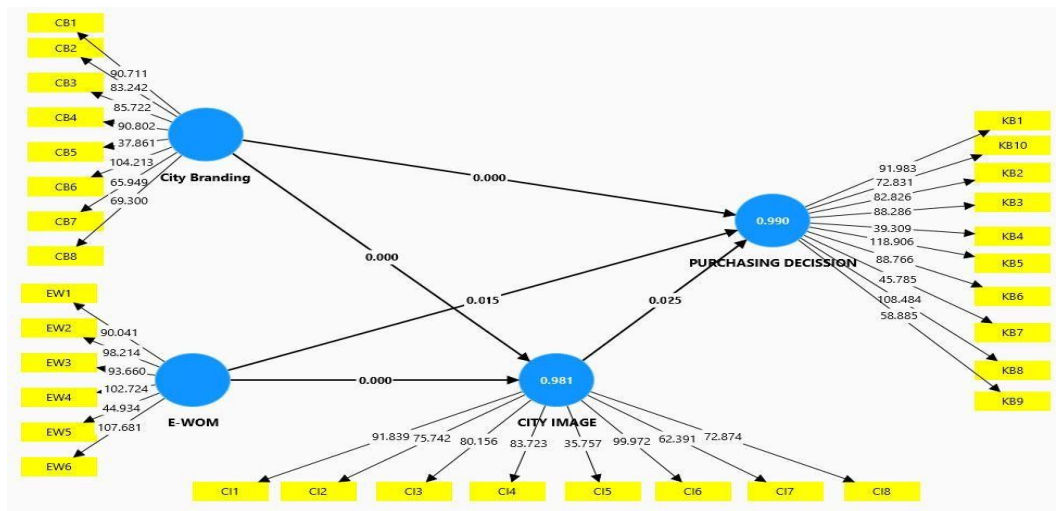 CB1
CB2
CB3
CB4
CB5
CB6
CB7
CB8
90.711
83.242
85.722
90.802
37.861
104.213
65.949
69.300
City Branding
EW1
EW2
EW3
EW4
EW5
EW6
90.041
98.214
93.660
102.724
44.934
107.681
E-WOM
0.000
0.000
0.015
0.000
0.025
0.981
CITY IMAGE
91.839
75.742
80.156
83.723
35.757
99.972
62.391
72.874
CI1
CI2
CI3
CI4
CI5
CI6
CI7
CI8
0.990
PURCHASING DECISSION
91.983
72.831
82.826
88.286
39.309
118.906
88.766
45.785
108.484
58.885
KB1
KB10
KB2
KB3
KB4
KB5
KB6
KB7
KB8
KB9